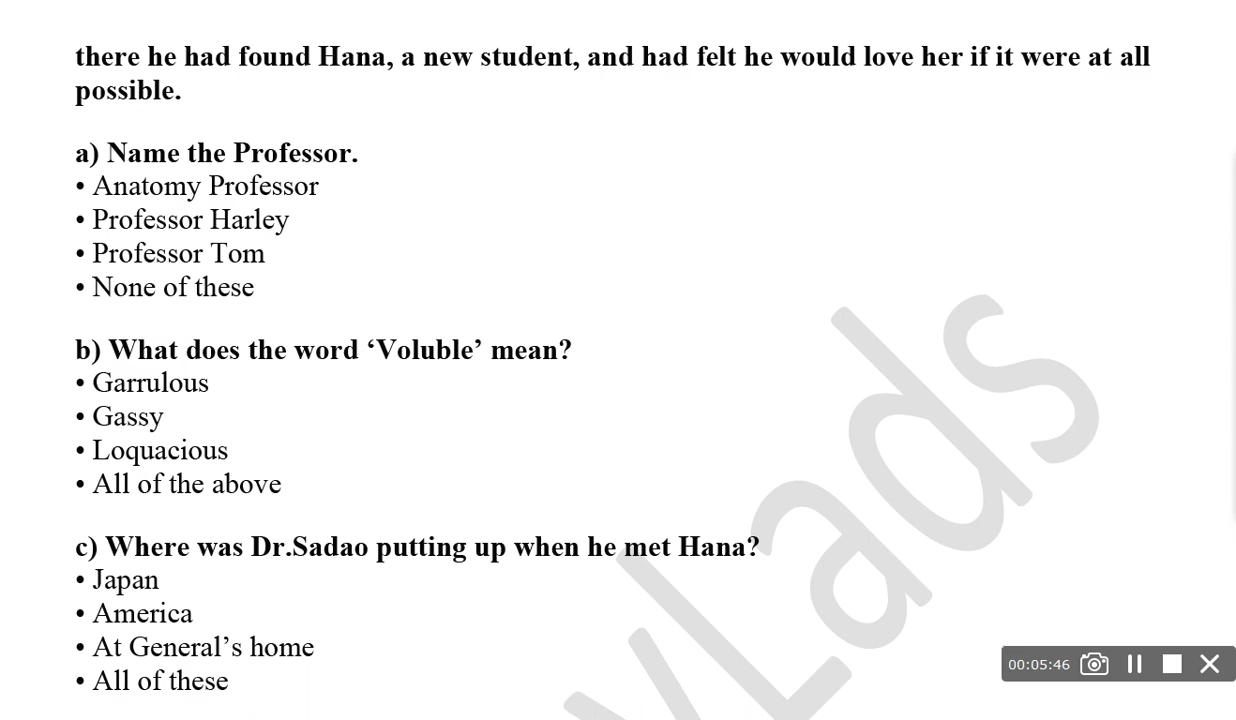 there he had found Hana, a new student, and had felt he would love her if it were at all
possible.
a) Name the Professor.
• Anatomy Professor
• Professor Harley
• Professor Tom
• None of these
b) What does the word ‘Voluble’ mean?
• Garrulous
• Gassy
• Loquacious
• All of the above
c) Where was Dr.Sadao putting up when he met Hana?
• Japan
• America
• At General’s home
• All of these
yLads
00:05:46